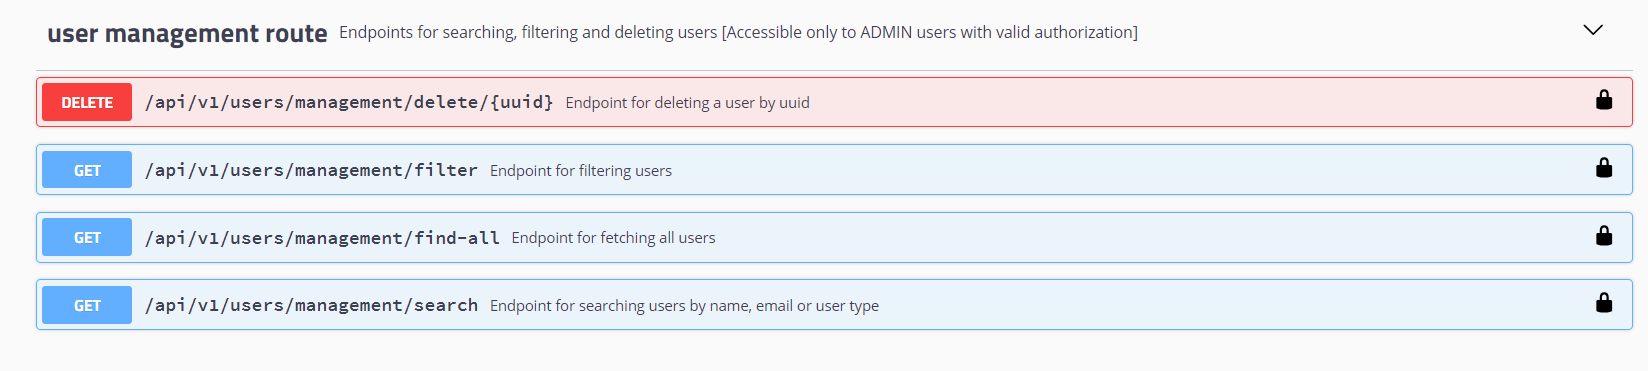 user management route Endpoints for searching, filtering and deleting users [Accessible only to ADMIN users with valid authorization]
DELETE /api/v1/users/management/delete/{uuid} Endpoint for deleting a user by uuid
GET /api/v1/users/management/filter Endpoint for filtering users
GET /api/v1/users/management/find-all Endpoint for fetching all users
GET /api/v1/users/management/search Endpoint for searching users by name, email or user type